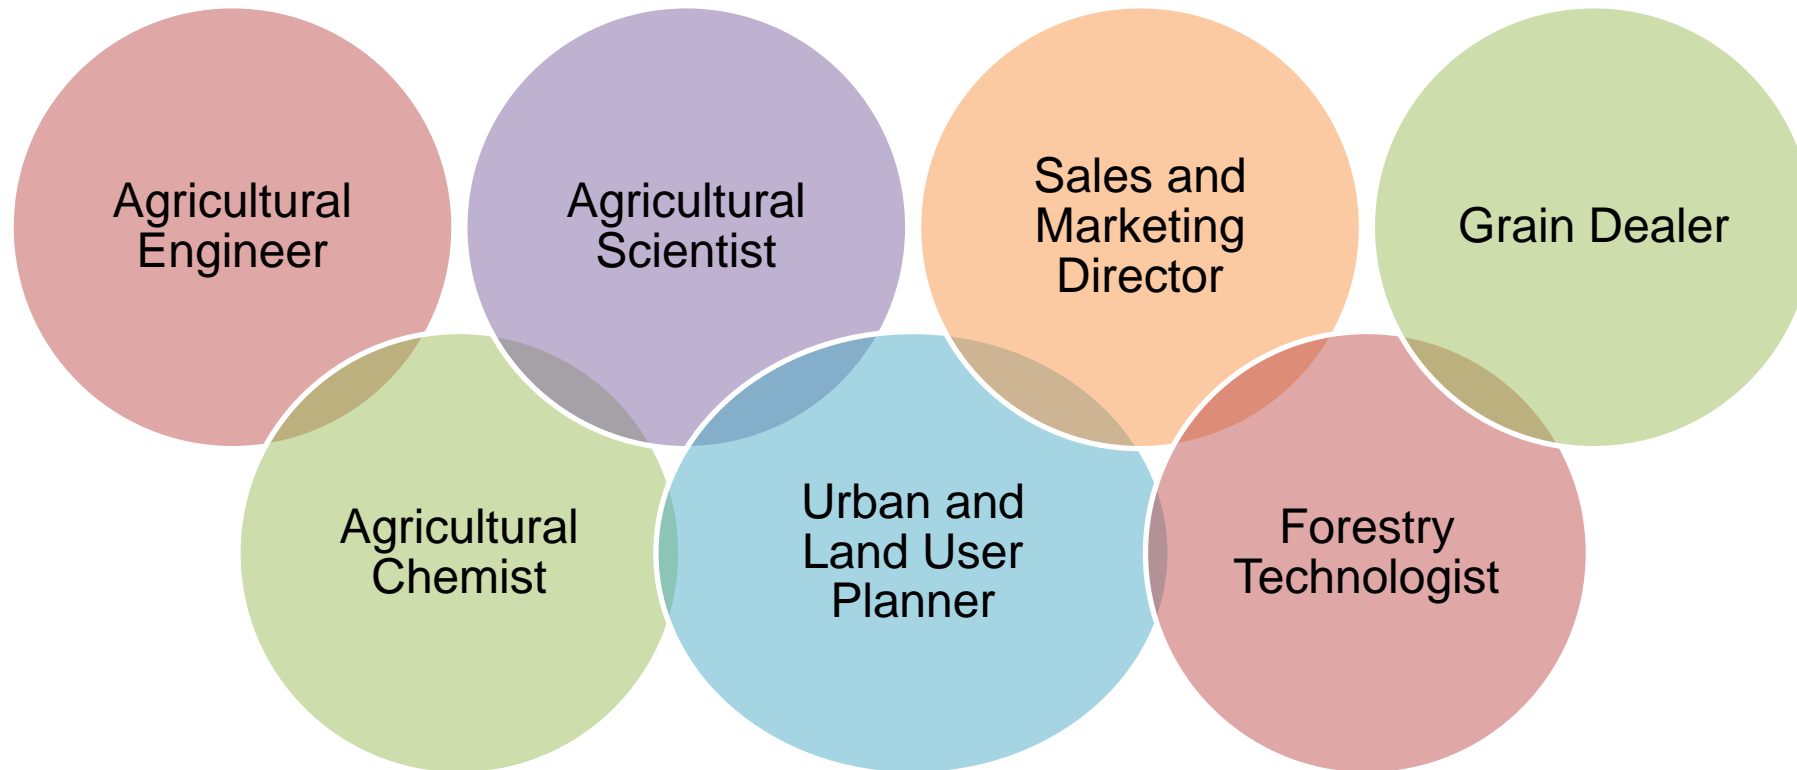 Agricultural
Engineer
Agricultural
Scientist
Sales and
Marketing
Director
Grain Dealer
Agricultural
Chemist
Urban and
Land User
Planner
Forestry
Technologist